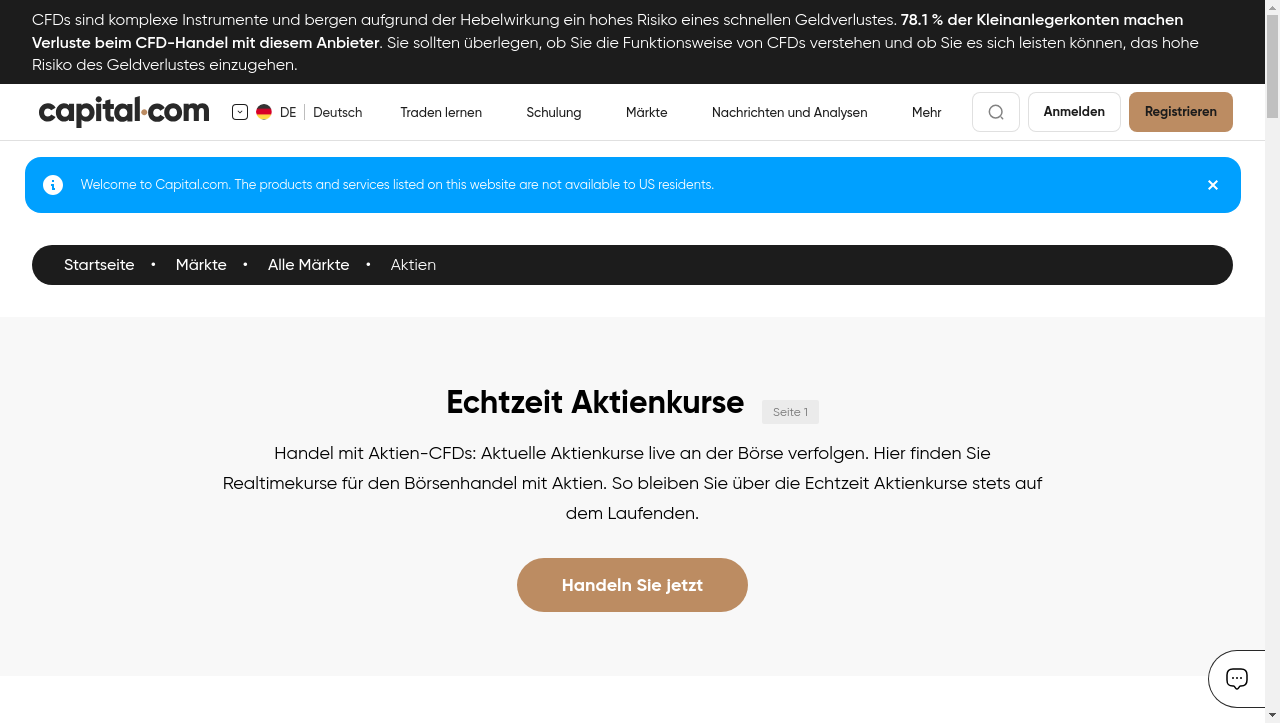 CFDs sind komplexe Instrumente und bergen aufgrund der Hebelwirkung ein hohes Risiko eines schnellen Geldverlustes. 78.1 % der Kleinanlegerkonten machen
Verluste beim CFD-Handel mit diesem Anbieter. Sie sollten überlegen, ob Sie die Funktionsweise von CFDs verstehen und ob Sie es sich leisten können, das hohe
Risiko des Geldverlustes einzugehen.
capital.com DE Deutsch Traden lernen Schulung Märkte Nachrichten und Analysen Mehr Anmelden Registrieren
Welcome to Capital.com. The products and services listed on this website are not available to US residents.
Startseite • Märkte • Alle Märkte • Aktien
Echtzeit Aktienkurse Seite 1
Handel mit Aktien-CFDs: Aktuelle Aktienkurse live an der Börse verfolgen. Hier finden Sie
Realtimekurse für den Börsenhandel mit Aktien. So bleiben Sie über die Echtzeit Aktienkurse stets auf
dem Laufenden.
Handeln Sie jetzt